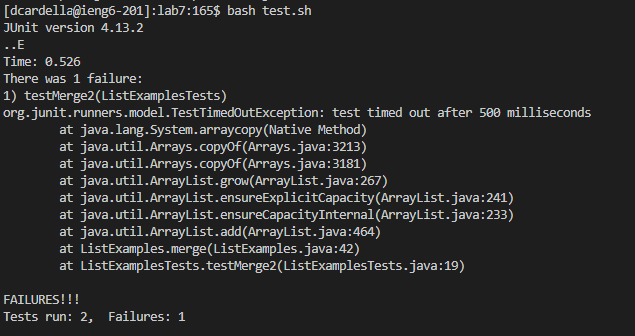 [dcardella@ieng6-201]:lab7:165$ bash test.sh
JUnit version 4.13.2
..E
Time: 0.526
There was 1 failure:
1) testMerge2(ListExamplesTests)
org.junit.runners.model.TestTimedOutException: test timed out after 500 milliseconds
        at java.lang.System.arraycopy(Native Method)
        at java.util.Arrays.copyOf(Arrays.java:3213)
        at java.util.Arrays.copyOf(Arrays.java:3181)
        at java.util.ArrayList.grow(ArrayList.java:267)
        at java.util.ArrayList.ensureExplicitCapacity(ArrayList.java:241)
        at java.util.ArrayList.ensureCapacityInternal(ArrayList.java:233)
        at java.util.ArrayList.add(ArrayList.java:464)
        at ListExamples.merge(ListExamples.java:42)
        at ListExamplesTests.testMerge2(ListExamplesTests.java:19)
FAILURES!!!
Tests run: 2,  Failures: 1